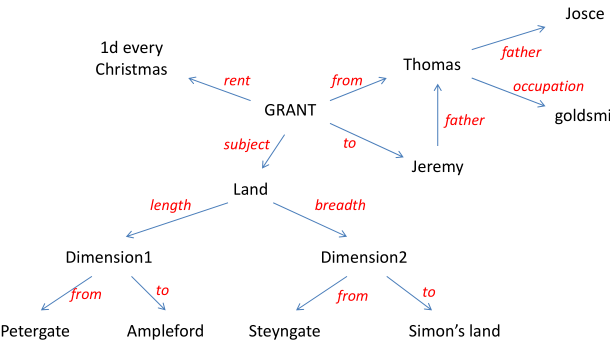 Josce
1d every
Christmas
father
Thomas
rent
from
occupation
GRANT
goldsmi
father
subject
to
Jeremy
Land
length
breadth
Dimension1
Dimension2
from
to
from
to
Petergate
Ampleford
Steyngate
Simon's land